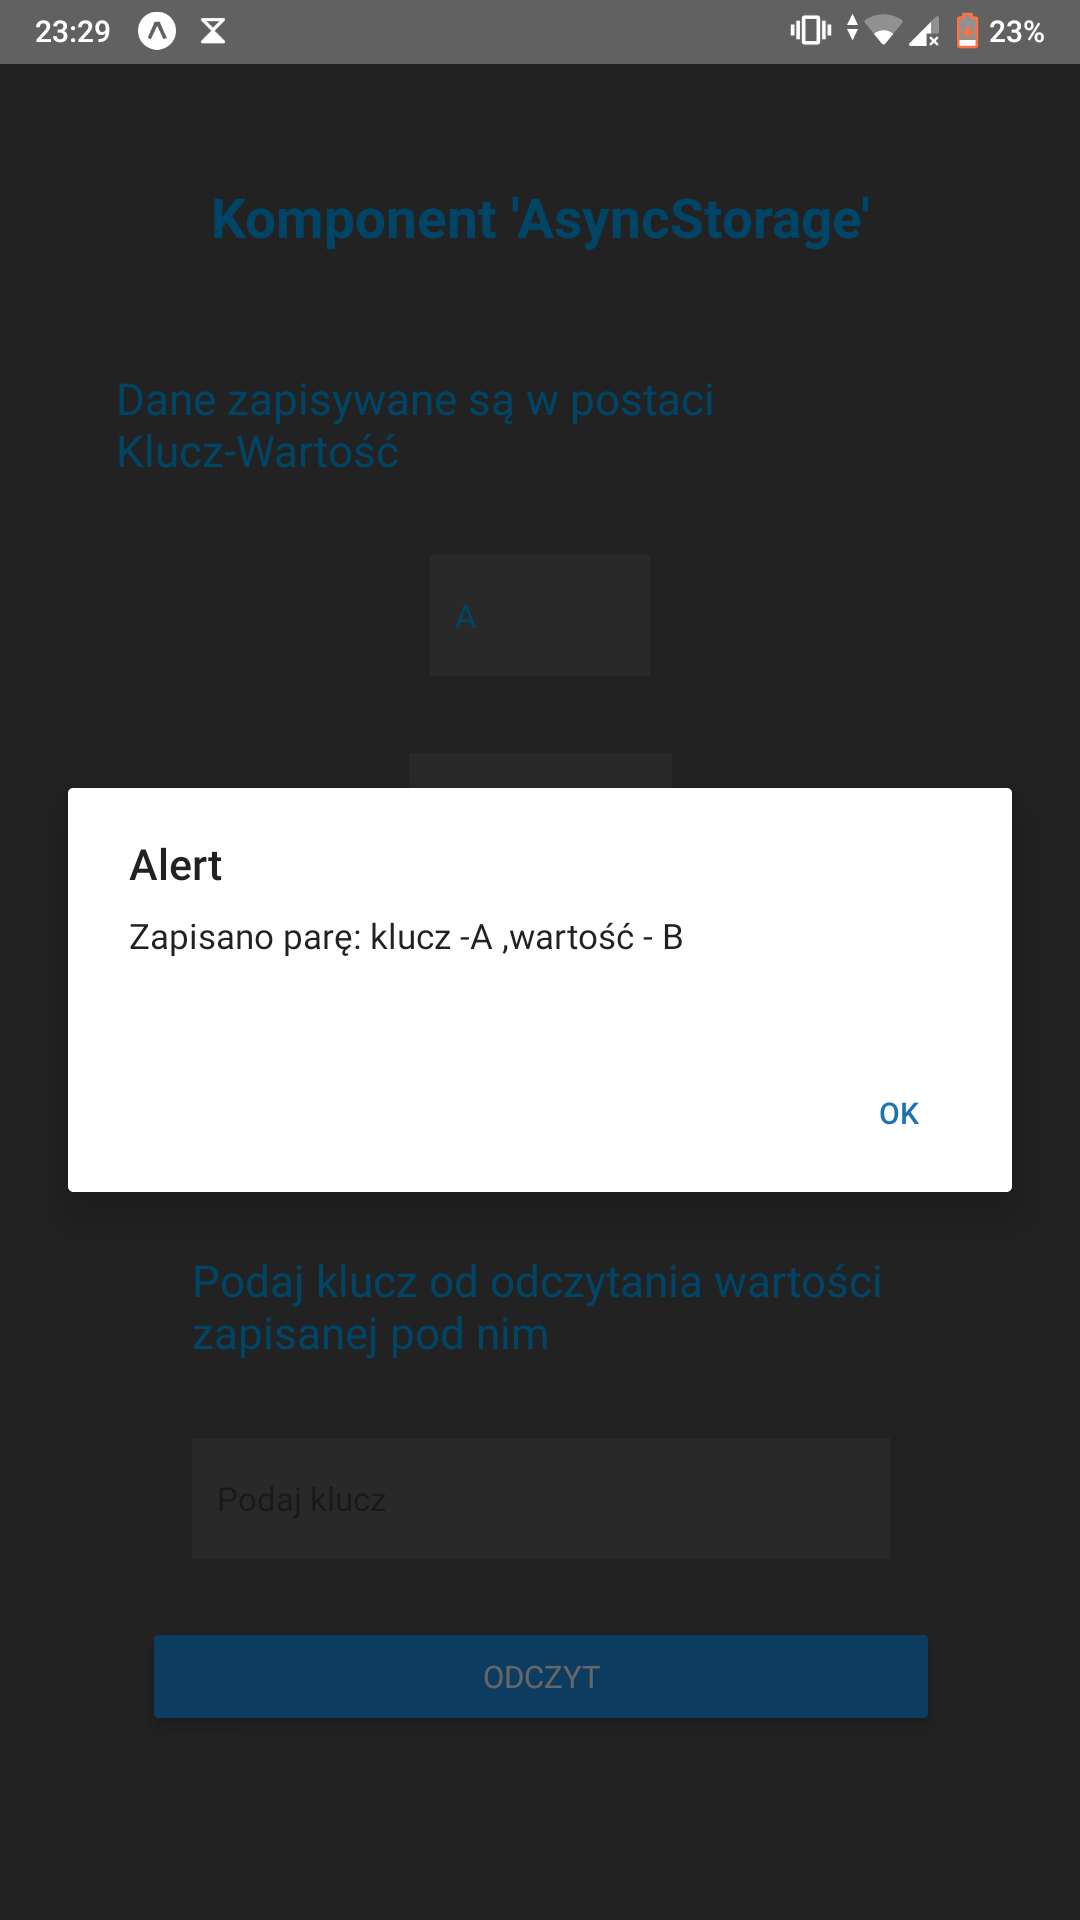 23:29
23%
Komponent 'AsyncStorage'
Dane zapisywane są w postaci
Klucz-Wartość
A
Alert
Zapisano parę: klucz -A ,wartość - B
OK
Podaj klucz od odczytania wartości
zapisanej pod nim
Podaj klucz
ODCZYT